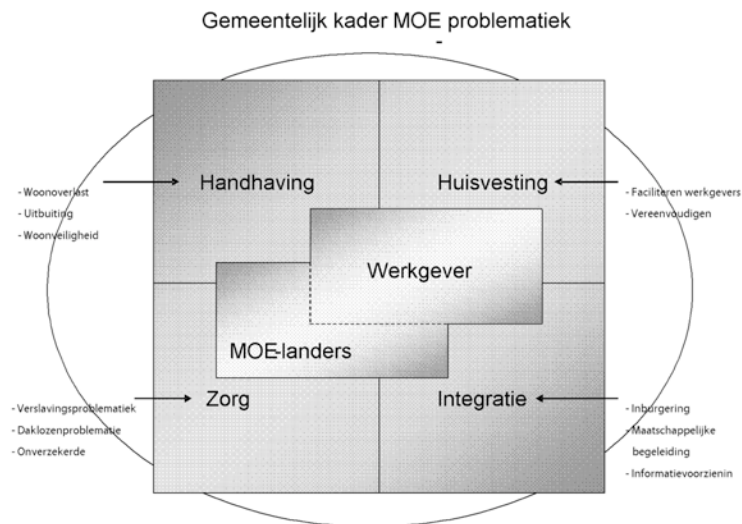 Gemeentelijk kader MOE problematiek
-
Handhaving
Huisvesting
- Woonoverlast
- Uitbuiting
- Woonveiligheid
- Faciliteren werkgevers
- Vereenvoudigen
Werkgever
MOE-landers
Zorg
Integratie
- Verslavingsproblematiek
- Daklozenproblematie
- Onverzekerde
- Inburgering
- Maatschappelijke
begeleiding
- Informatievoorzienin